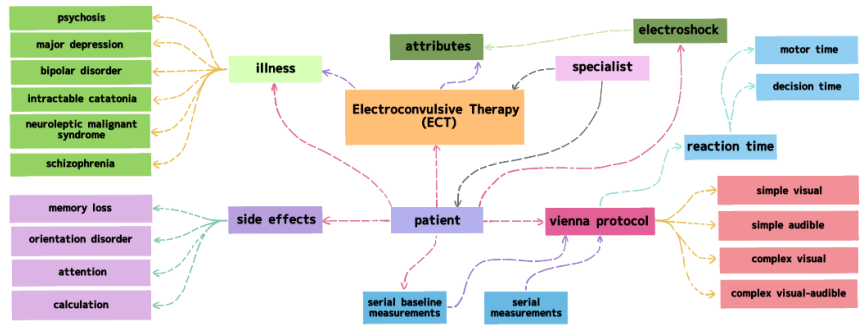 psychosis
major depression
bipolar disorder
intractable catatonia
neuroleptic malignant
syndrome
schizophrenia
memory loss
orientation disorder
attention
calculation
illness
side effects
attributes
Electroconvulsive Therapy
(ECT)
patient
serial baseline
measurements
serial
measurements
specialist
electroshock
vienna protocol
reaction time
motor time
decision time
simple visual
simple audible
complex visual
complex visual-audible